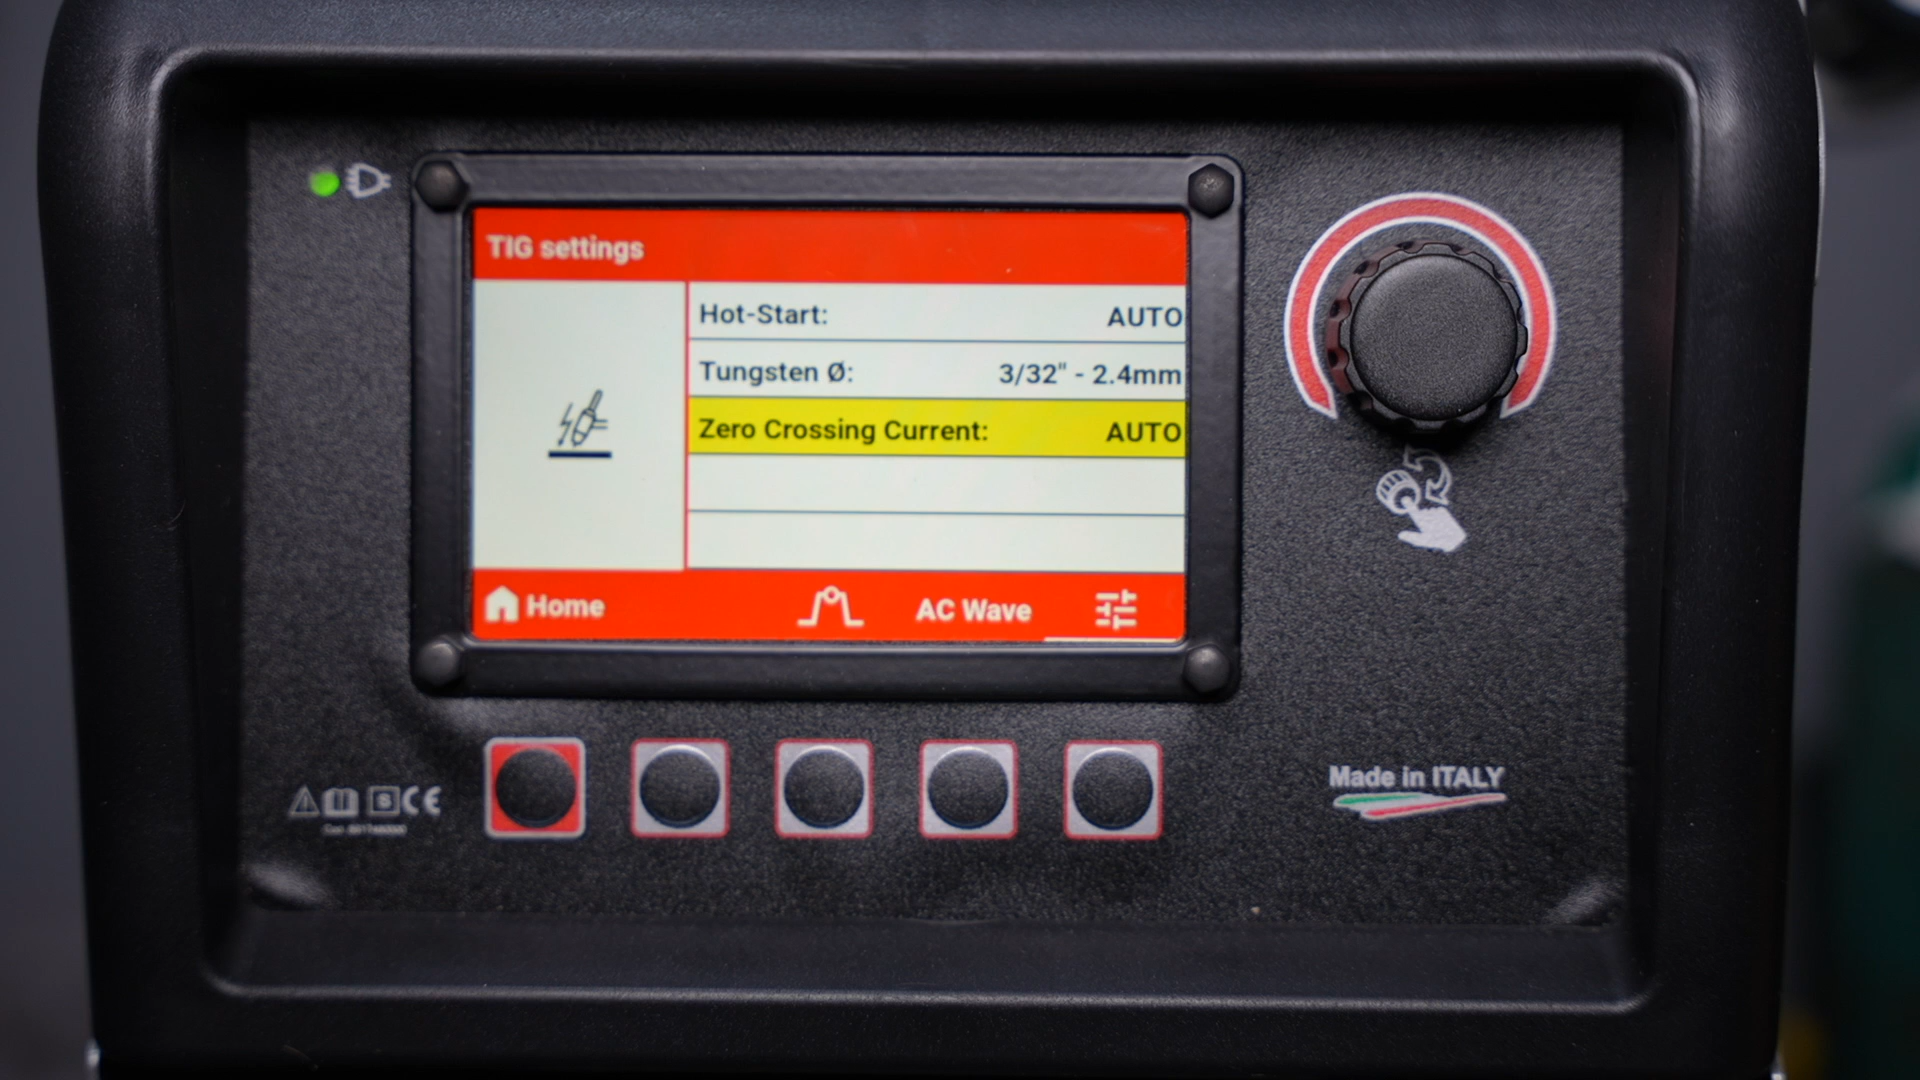 TIG settings
Hot-Start: AUTO
Tungsten Ø: 3/32" - 2.4mm
Zero Crossing Current: AUTO
Home AC Wave
S CE
Made in ITALY